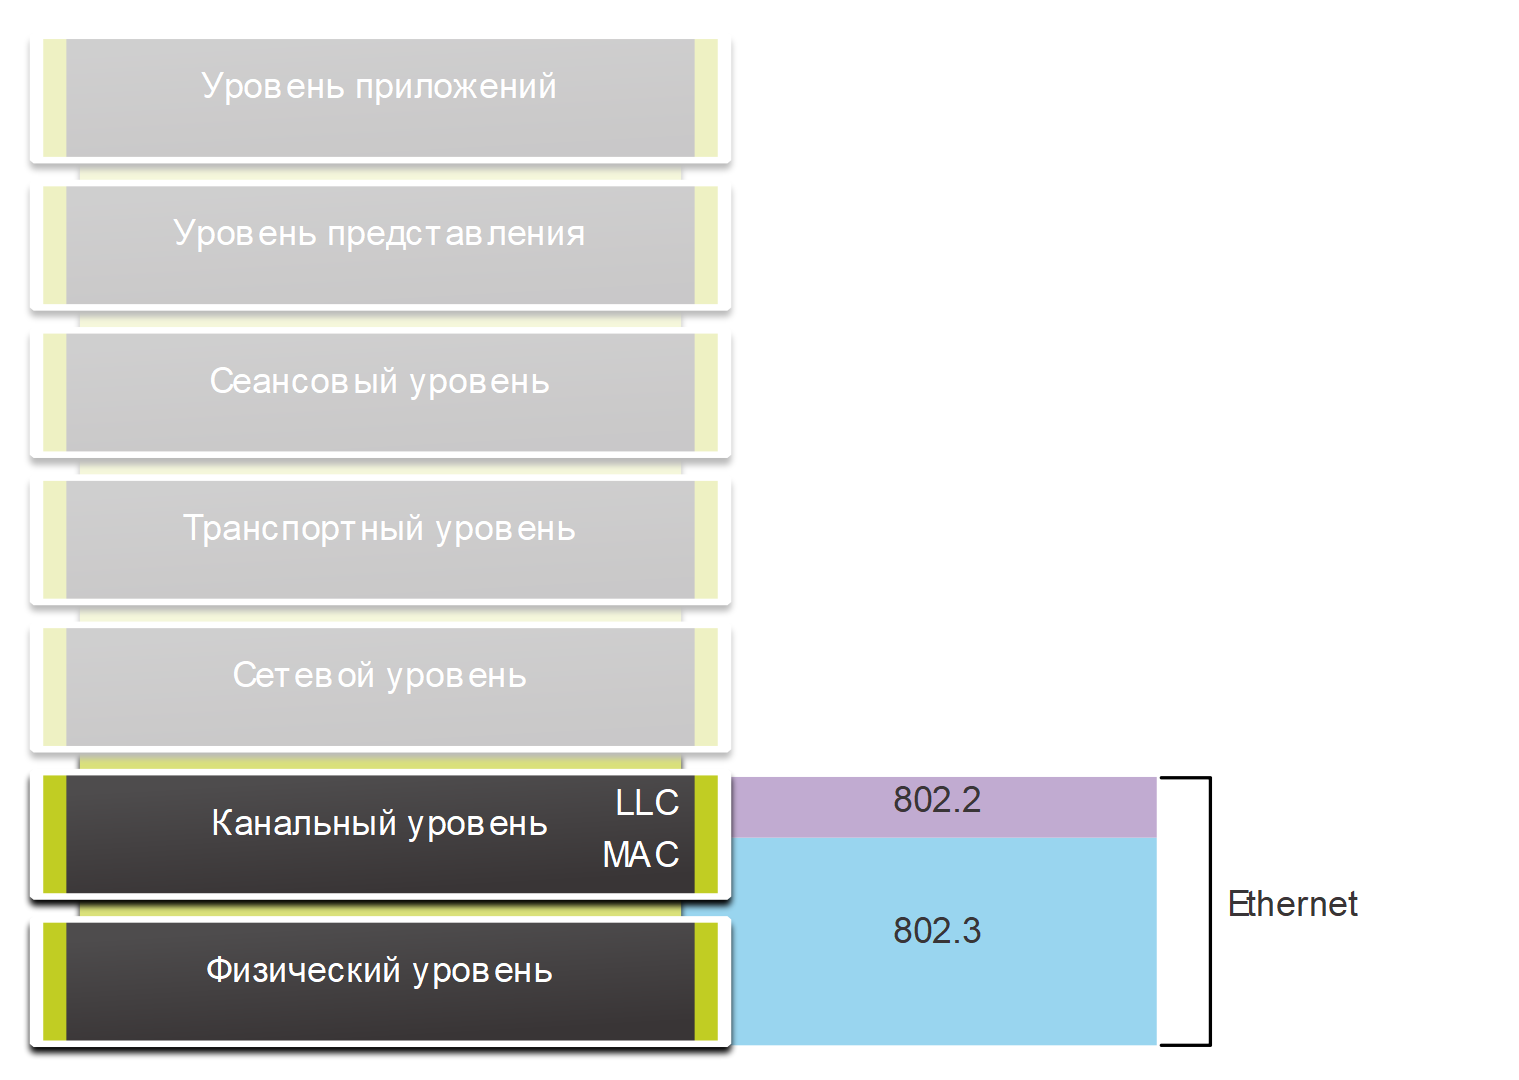 Уровень приложений
Уровень представления
Сеансовый уровень
Транспортный уровень
Сетевой уровень
Канальный уровень
LLC
MAC
802.2
802.3
Ethernet
Физический уровень